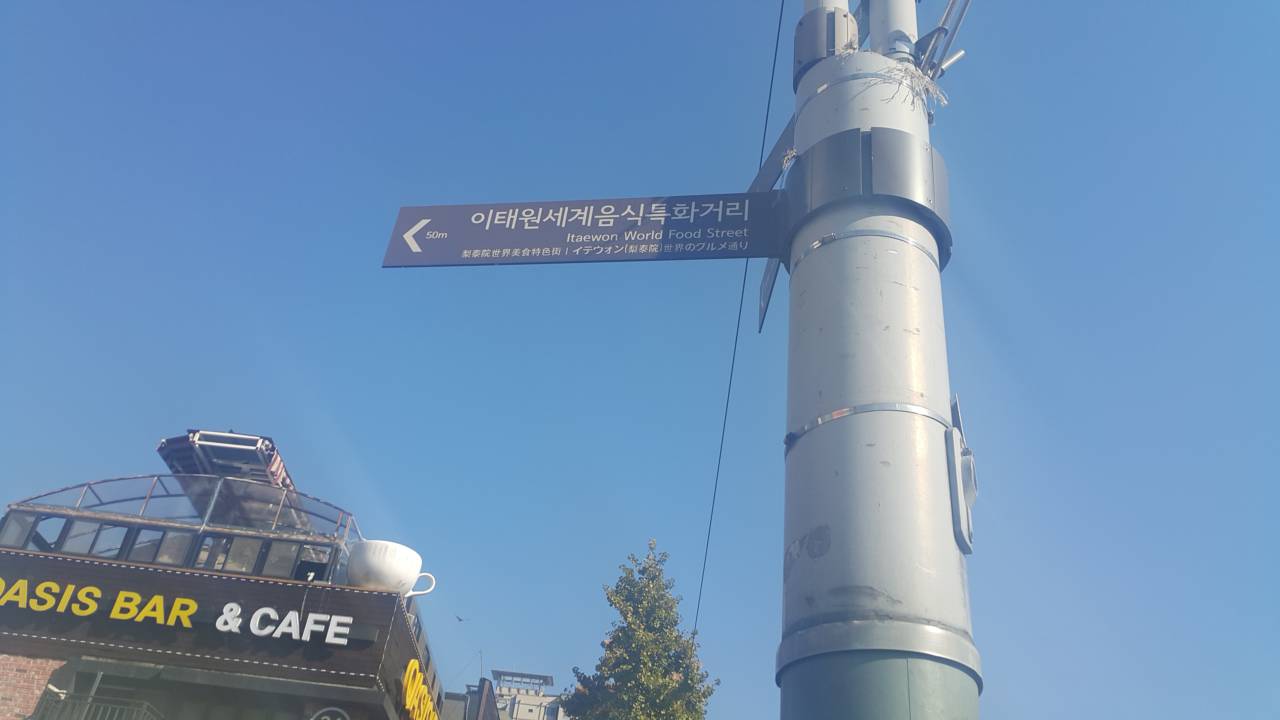 이태원세계음식특화거리
50m
Itaewon World Food Street
梨泰院世界美食特色街 | イテウォン(梨泰院)世界のグルメ通り
OASIS BAR & CAFE
OASIS